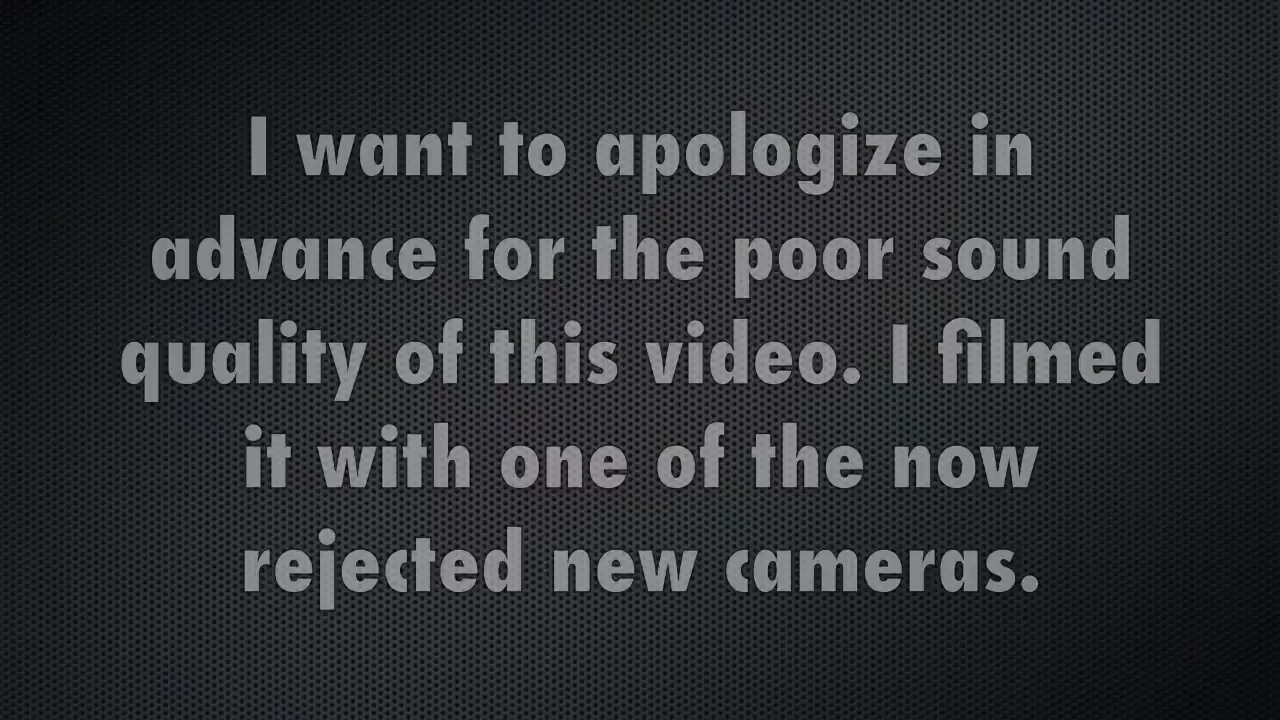 I want to apologize in
advance for the poor sound
quality of this video. I filmed
it with one of the now
rejected new cameras.